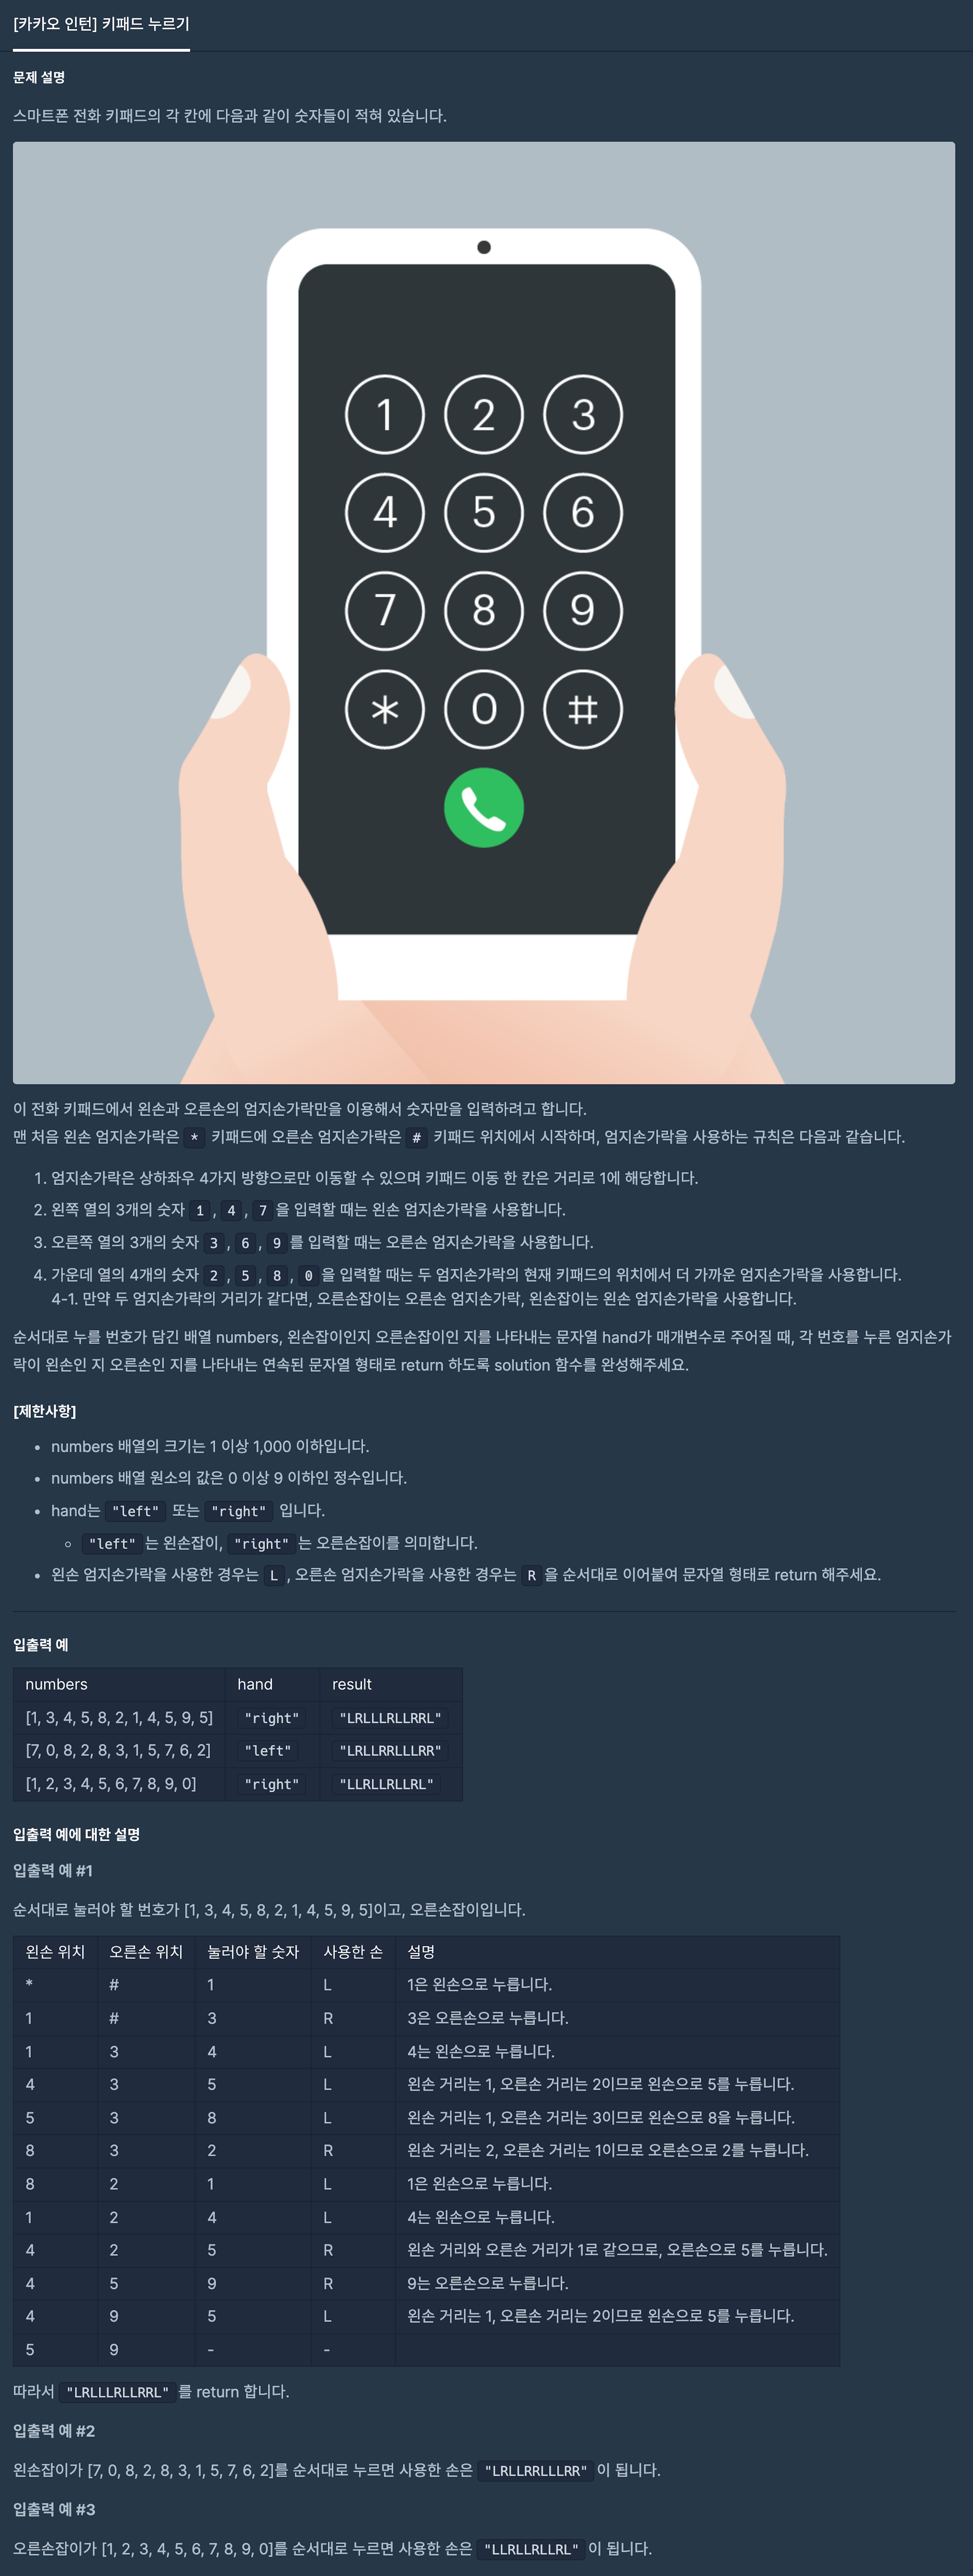 [카카오 인턴] 키패드 누르기
문제 설명
스마트폰 전화 키패드의 각 칸에 다음과 같이 숫자들이 적혀 있습니다.
1 2 3
4 5 6
7 8 9
* 0 #
이 전화 키패드에서 왼손과 오른손의 엄지손가락만을 이용해서 숫자만을 입력하려고 합니다.
맨 처음 왼손 엄지손가락은 * 키패드에 오른손 엄지손가락은 # 키패드 위치에서 시작하며, 엄지손가락을 사용하는 규칙은 다음과 같습니다.
1. 엄지손가락은 상하좌우 4가지 방향으로만 이동할 수 있으며 키패드 이동 한 칸은 거리로 1에 해당합니다.
2. 왼쪽 열의 3개의 숫자 1, 4, 7을 입력할 때는 왼손 엄지손가락을 사용합니다.
3. 오른쪽 열의 3개의 숫자 3, 6, 9를 입력할 때는 오른손 엄지손가락을 사용합니다.
4. 가운데 열의 4개의 숫자 2, 5, 8, 0을 입력할 때는 두 엄지손가락의 현재 키패드의 위치에서 더 가까운 엄지손가락을 사용합니다.
4-1. 만약 두 엄지손가락의 거리가 같다면, 오른손잡이는 오른손 엄지손가락, 왼손잡이는 왼손 엄지손가락을 사용합니다.
순서대로 누를 번호가 담긴 배열 numbers, 왼손잡이인지 오른손잡이인 지를 나타내는 문자열 hand가 매개변수로 주어질 때, 각 번호를 누른 엄지손가
락이 왼손인 지 오른손인 지를 나타내는 연속된 문자열 형태로 return 하도록 solution 함수를 완성해주세요.
[제한사항]
• numbers 배열의 크기는 1 이상 1,000 이하입니다.
• numbers 배열 원소의 값은 0 이상 9 이하인 정수입니다.
• hand는 "left" 또는 "right" 입니다.
◦ "left"는 왼손잡이, "right"는 오른손잡이를 의미합니다.
• 왼손 엄지손가락을 사용한 경우는 L, 오른손 엄지손가락을 사용한 경우는 R을 순서대로 이어붙여 문자열 형태로 return 해주세요.
입출력 예
numbers hand result
[1, 3, 4, 5, 8, 2, 1, 4, 5, 9, 5] "right" "LRLLLRLLRRL"
[7, 0, 8, 2, 8, 3, 1, 5, 7, 6, 2] "left" "LRLLRRLLLRR"
[1, 2, 3, 4, 5, 6, 7, 8, 9, 0] "right" "LLRLLRLLRL"
입출력 예에 대한 설명
입출력 예 #1
순서대로 눌러야 할 번호가 [1, 3, 4, 5, 8, 2, 1, 4, 5, 9, 5]이고, 오른손잡이입니다.
왼손 위치 오른손 위치 눌러야 할 숫자 사용한 손 설명
* # 1 L 1은 왼손으로 누릅니다.
1 # 3 R 3은 오른손으로 누릅니다.
1 3 4 L 4는 왼손으로 누릅니다.
4 3 5 L 왼손 거리는 1, 오른손 거리는 2이므로 왼손으로 5를 누릅니다.
5 3 8 L 왼손 거리는 1, 오른손 거리는 3이므로 왼손으로 8을 누릅니다.
8 3 2 R 왼손 거리는 2, 오른손 거리는 1이므로 오른손으로 2를 누릅니다.
8 2 1 L 1은 왼손으로 누릅니다.
1 2 4 L 4는 왼손으로 누릅니다.
4 2 5 R 왼손 거리와 오른손 거리가 1로 같으므로, 오른손으로 5를 누릅니다.
4 5 9 R 9는 오른손으로 누릅니다.
4 9 5 L 왼손 거리는 1, 오른손 거리는 2이므로 왼손으로 5를 누릅니다.
5 9 - -
따라서 "LRLLLRLLRRL"를 return 합니다.
입출력 예 #2
왼손잡이가 [7, 0, 8, 2, 8, 3, 1, 5, 7, 6, 2]를 순서대로 누르면 사용한 손은 "LRLLRRLLLRR"이 됩니다.
입출력 예 #3
오른손잡이가 [1, 2, 3, 4, 5, 6, 7, 8, 9, 0]를 순서대로 누르면 사용한 손은 "LLRLLRLLRL"이 됩니다.